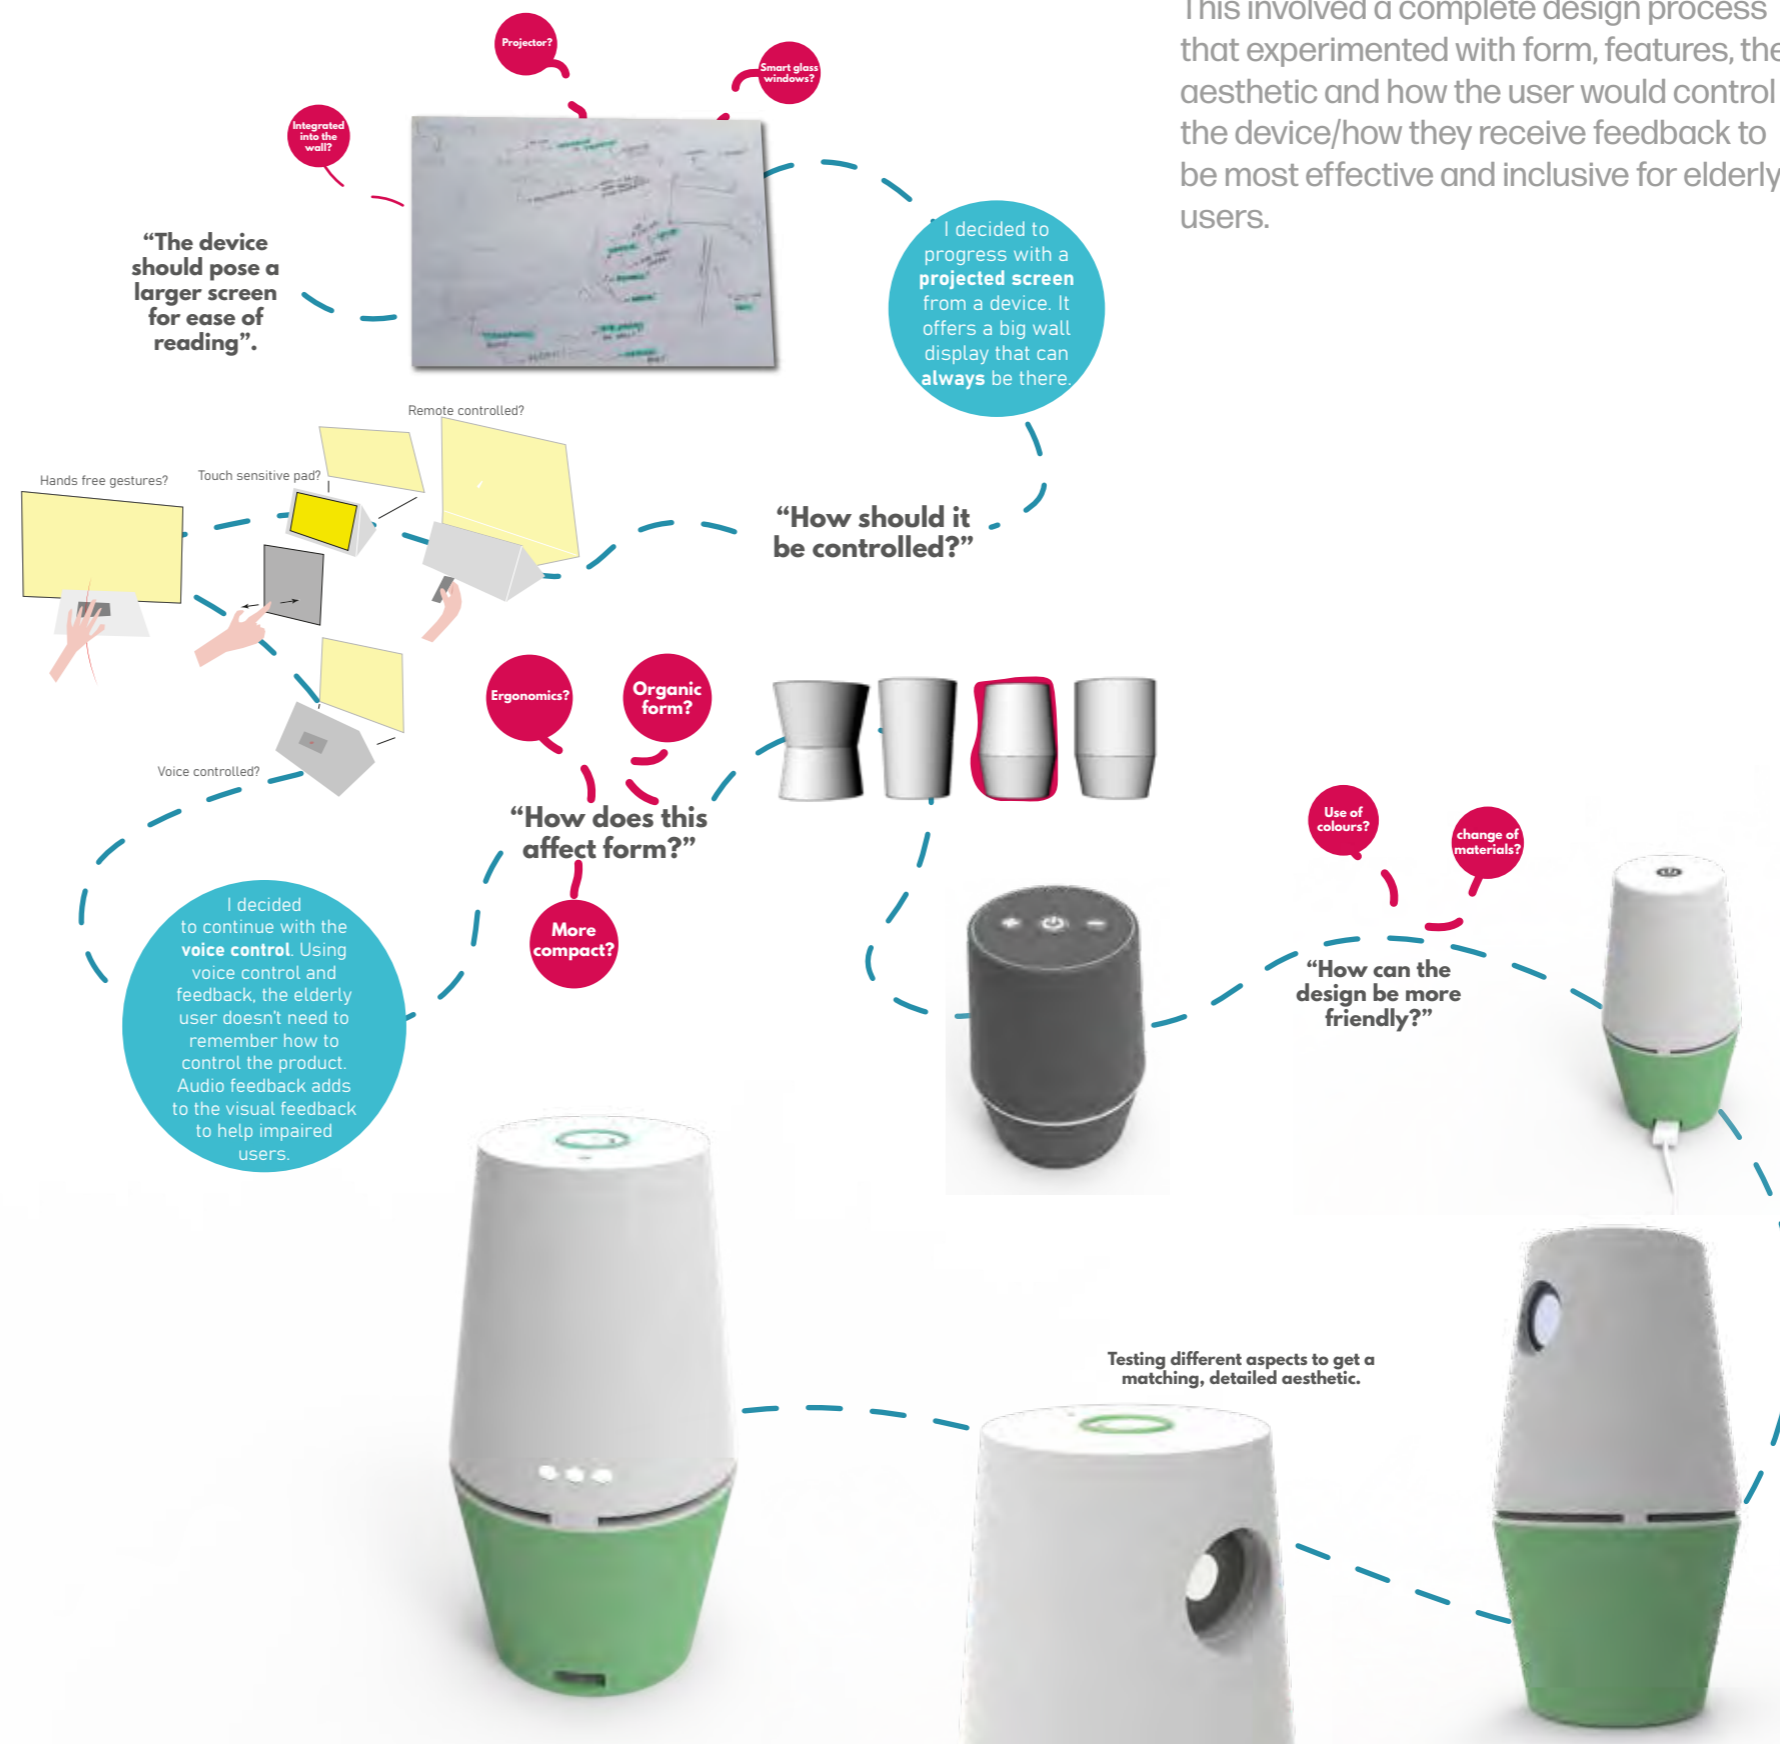 This involved a complete design process
that experimented with form, features, the
aesthetic and how the user would control
the device/how they receive feedback to
be most effective and inclusive for elderly
users.
Projector?
Smart glass
windows?
Integrated
into the
wall?
“The device
should pose a
larger screen
for ease of
reading”.
I decided to
progress with a
projected screen
from a device. It
offers a big wall
display that can
always be there.
Remote controlled?
Touch sensitive pad?
Hands free gestures?
“How should it
be controlled?”
Voice controlled?
Ergonomics?
Organic
form?
“How does this
affect form?”
More
compact?
I decided
to continue with the
voice control. Using
voice control and
feedback, the elderly
user doesn’t need to
remember how to
control the product.
Audio feedback adds
to the visual feedback
to help impaired
users.
Use of
colours?
change of
materials?
“How can the
design be more
friendly?”
Testing different aspects to get a
matching, detailed aesthetic.